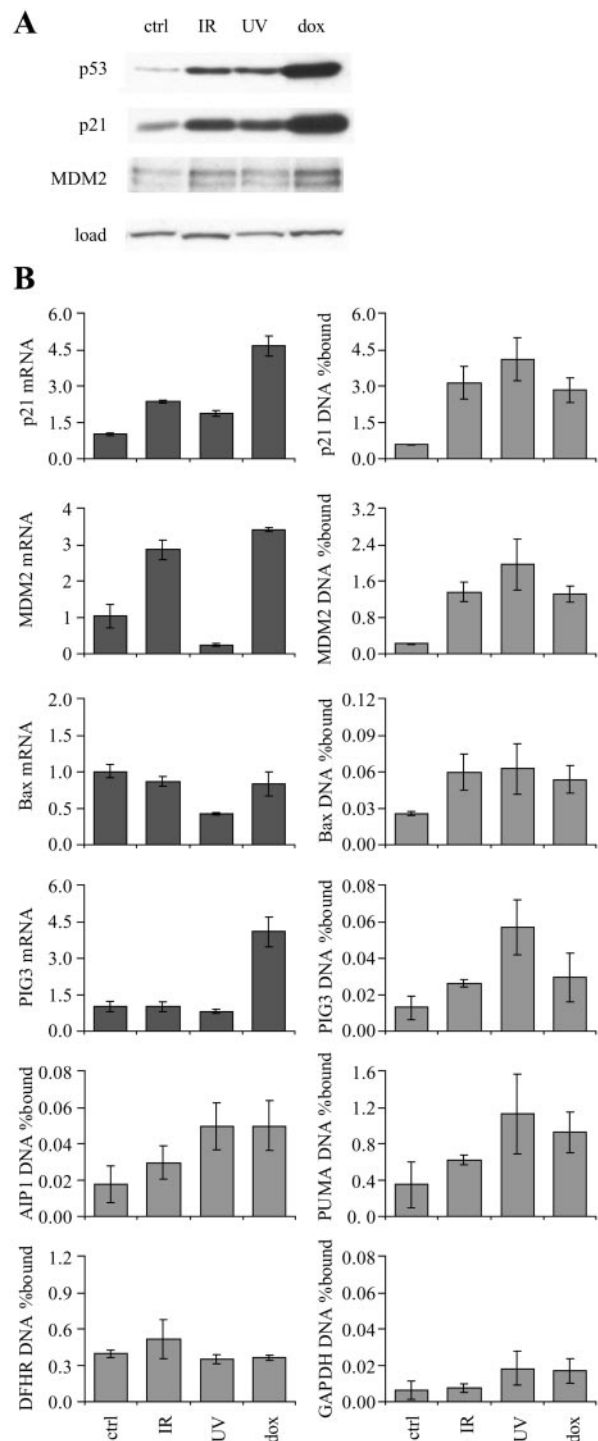 A
ctrl IR UV dox
p53
p21
MDM2
load
B
p21 mRNA
6.0
4.5
3.0
1.5
0.0
p21 DNA %bound
6.0
4.5
3.0
1.5
0.0
MDM2 mRNA
4
3
2
1
0
MDM2 DNA %bound
3.2
2.4
1.6
0.8
0
Bax mRNA
2.0
1.5
1.0
0.5
0.0
Bax DNA %bound
0.12
0.09
0.06
0.03
0.00
PIG3 mRNA
6.0
4.5
3.0
1.5
0.0
PIG3 DNA %bound
0.08
0.06
0.04
0.02
0.00
AIP1 DNA %bound
0.08
0.06
0.04
0.02
0.00
PUMA DNA %bound
1.6
1.2
0.8
0.4
0.0
DFHR DNA %bound
1.2
0.9
0.6
0.3
0.0
ctrl IR UV dox
GAPDH DNA %bound
0.08
0.06
0.04
0.02
0.00
ctrl IR UV dox